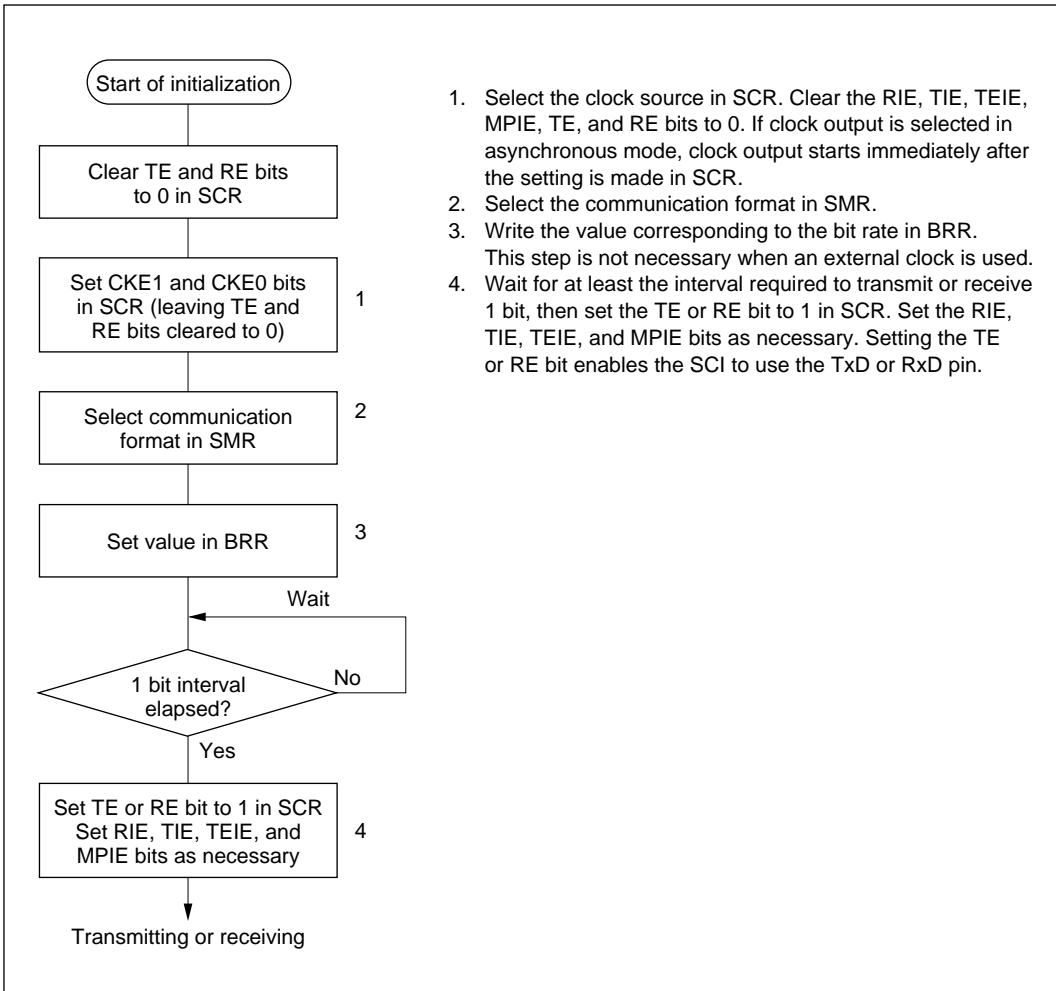 Start of initialization
Clear TE and RE bits
to 0 in SCR
Set CKE1 and CKE0 bits
in SCR (leaving TE and
RE bits cleared to 0)
1
Select communication
format in SMR
2
Set value in BRR
3
Wait
1 bit interval
elapsed?
No
Yes
Set TE or RE bit to 1 in SCR
Set RIE, TIE, TEIE, and
MPIE bits as necessary
4
Transmitting or receiving
1. Select the clock source in SCR. Clear the RIE, TIE, TEIE,
MPIE, TE, and RE bits to 0. If clock output is selected in
asynchronous mode, clock output starts immediately after
the setting is made in SCR.
2. Select the communication format in SMR.
3. Write the value corresponding to the bit rate in BRR.
This step is not necessary when an external clock is used.
4. Wait for at least the interval required to transmit or receive
1 bit, then set the TE or RE bit to 1 in SCR. Set the RIE,
TIE, TEIE, and MPIE bits as necessary. Setting the TE
or RE bit enables the SCI to use the TxD or RxD pin.